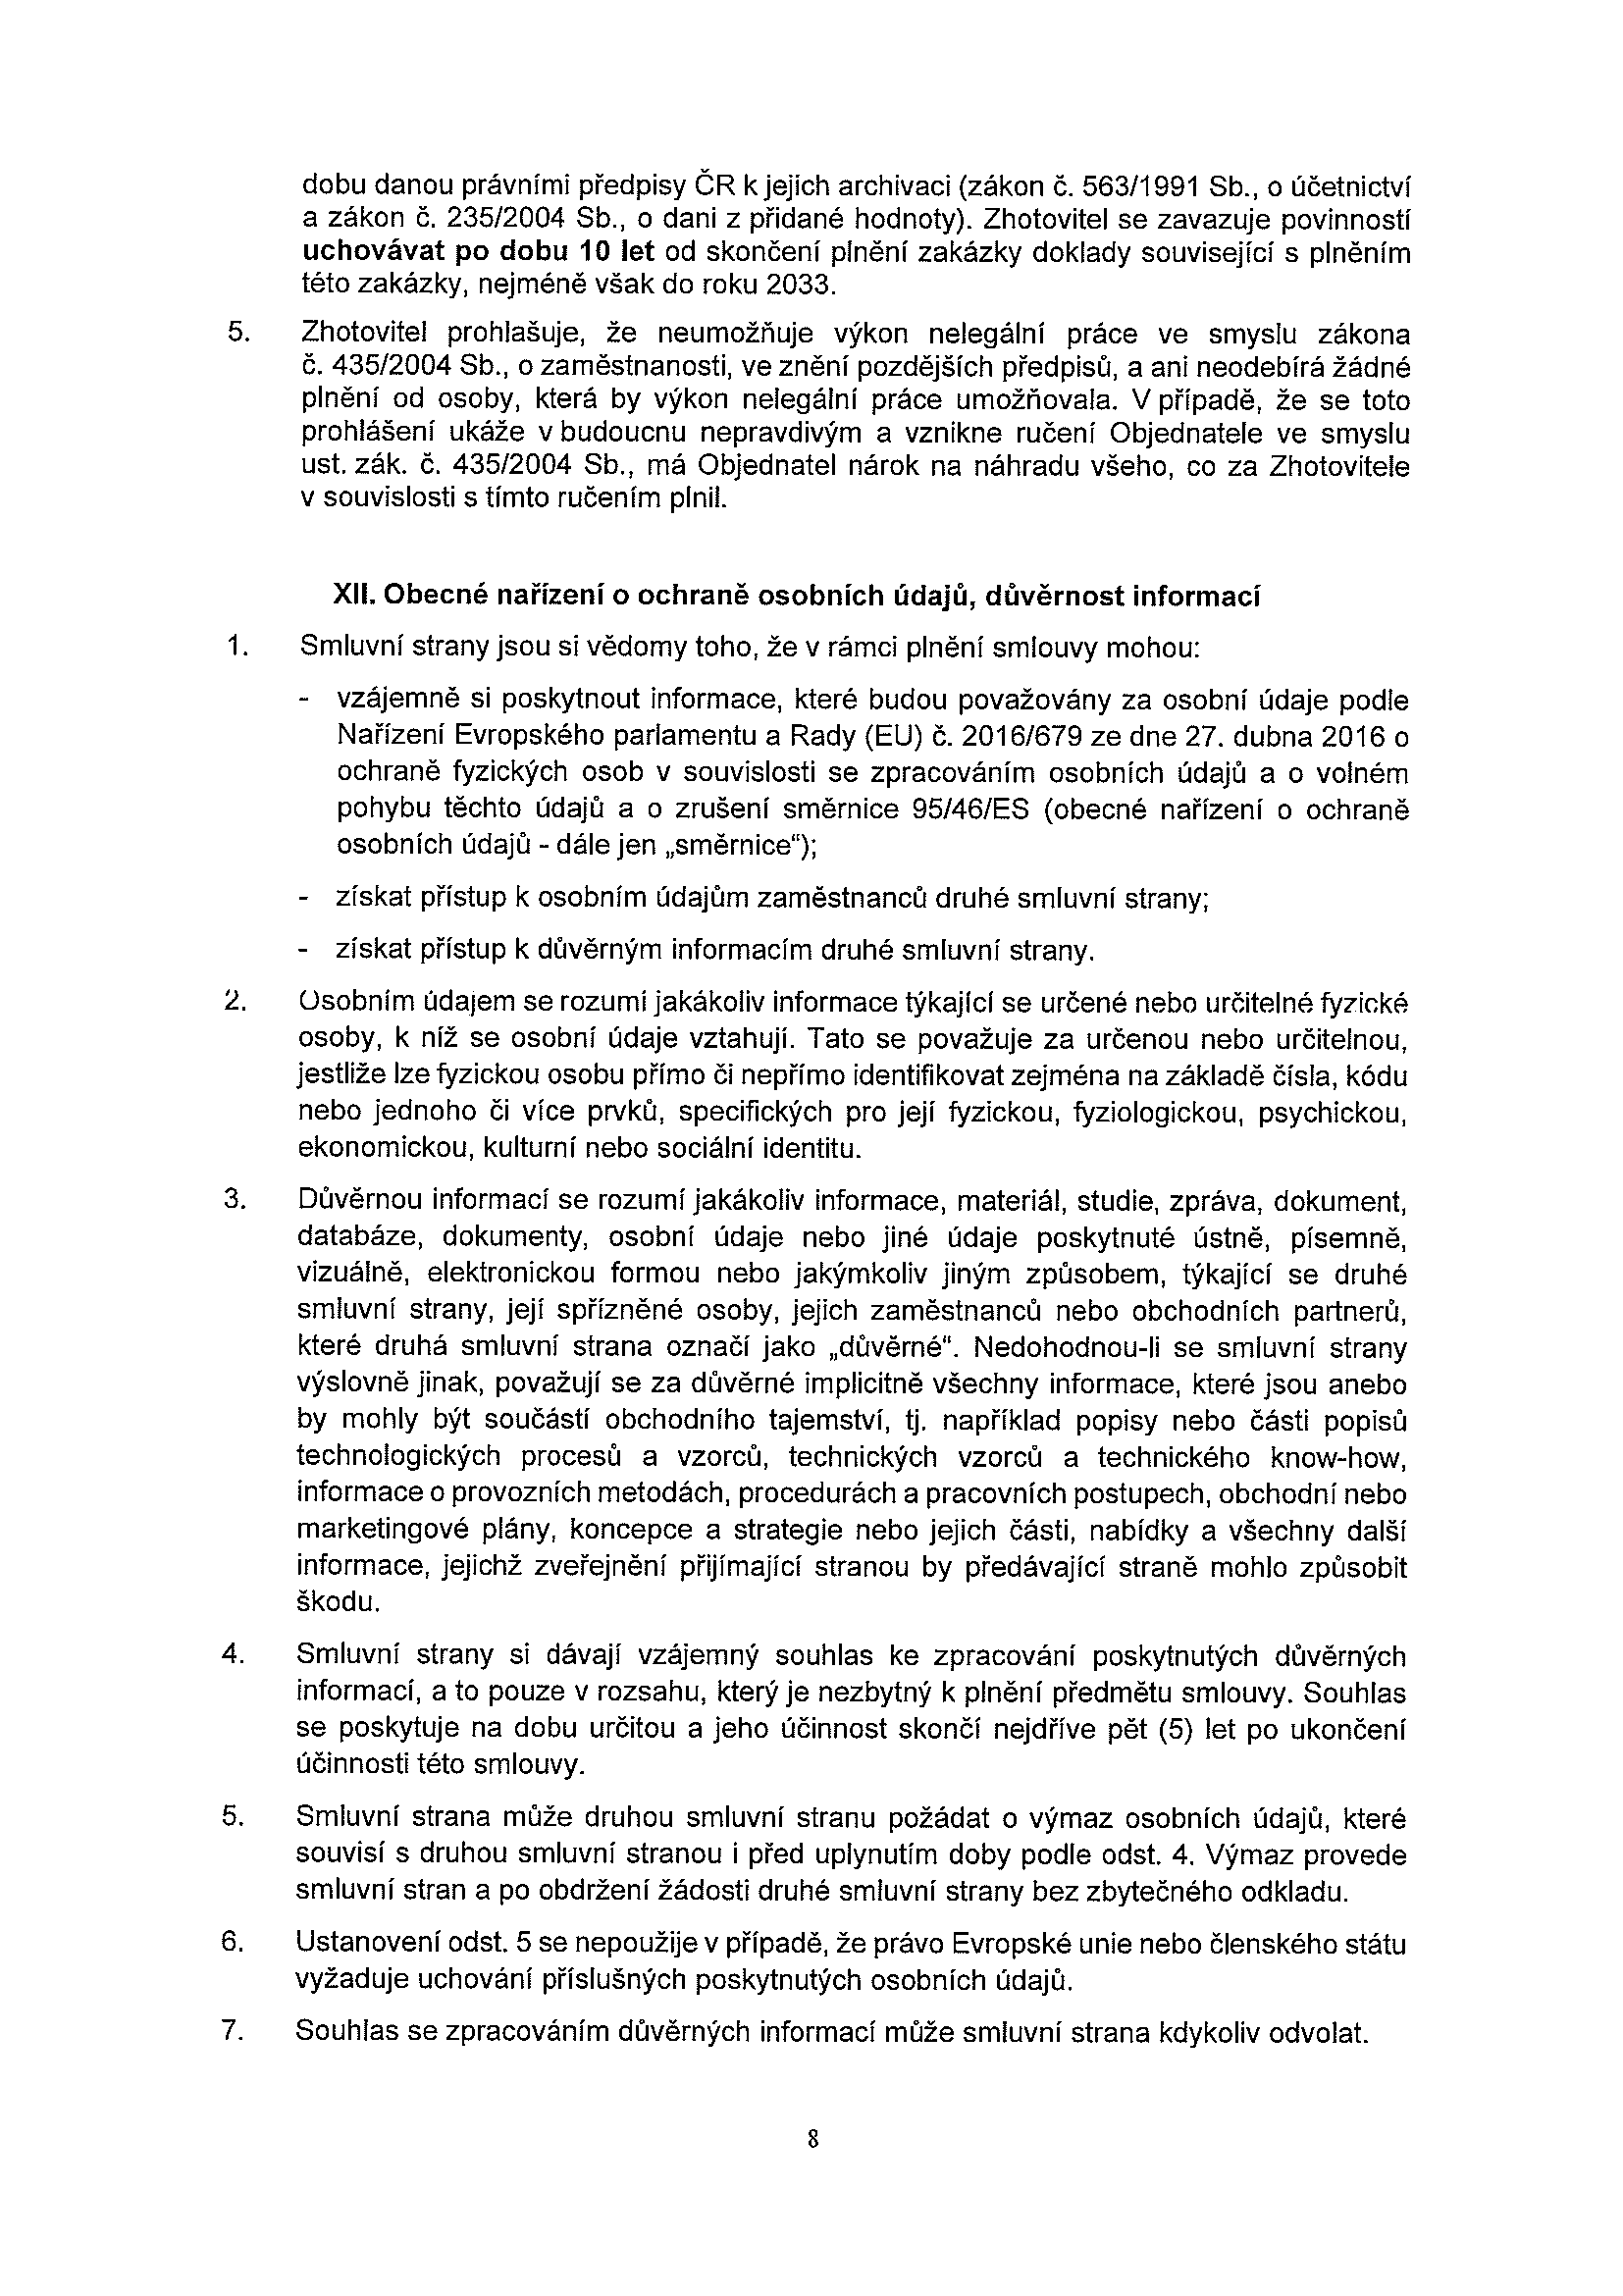 dobu danou právními předpisy ČR k jejich archivaci (zákon č. 563/1991 Sb., o účetnictví
a zákon č. 235/2004 Sb., o dani z přidané hodnoty). Zhotovitel se zavazuje povinností
uchovávat po dobu 10 let od skončení plnění zakázky doklady související s plněním
této zakázky, nejméně však do roku 2033.
5. Zhotovitel prohlašuje, že neumožňuje výkon nelegální práce ve smyslu zákona
č. 435/2004 Sb., o zaměstnanosti, ve znění pozdějších předpisů, a ani neodebírá žádné
plnění od osoby, která by výkon nelegální práce umožňovala. V případě, že se toto
prohlášení ukáže v budoucnu nepravdivým a vznikne ručení Objednatele ve smyslu
ust. zák. č. 435/2004 Sb., má Objednatel nárok na náhradu všeho, co za Zhotovitele
v souvislosti s tímto ručením plnil.
XII. Obecné nařízení o ochraně osobních údajů, důvěrnost informací
1. Smluvní strany jsou si vědomy toho, že v rámci plnění smlouvy mohou:
- vzájemně si poskytnout informace, které budou považovány za osobní údaje podle
Nařízení Evropského parlamentu a Rady (EU) č. 2016/679 ze dne 27. dubna 2016 o
ochraně fyzických osob v souvislosti se zpracováním osobních údajů a o volném
pohybu těchto údajů a o zrušení směrnice 95/46/ES (obecné nařízení o ochraně
osobních údajů - dále jen „směrnice“);
- získat přístup k osobním údajům zaměstnanců druhé smluvní strany;
- získat přístup k důvěrným informacím druhé smluvní strany.
2. Osobním údajem se rozumí jakákoliv informace týkající se určené nebo určitelné fyzické
osoby, k níž se osobní údaje vztahují. Tato se považuje za určenou nebo určitelnou,
jestliže lze fyzickou osobu přímo či nepřímo identifikovat zejména na základě čísla, kódu
nebo jednoho či více prvků, specifických pro její fyzickou, fyziologickou, psychickou,
ekonomickou, kulturní nebo sociální identitu.
3. Důvěrnou informací se rozumí jakákoliv informace, materiál, studie, zpráva, dokument,
databáze, dokumenty, osobní údaje nebo jiné údaje poskytnuté ústně, písemně,
vizuálně, elektronickou formou nebo jakýmkoliv jiným způsobem, týkající se druhé
smluvní strany, její spřízněné osoby, jejich zaměstnanců nebo obchodních partnerů,
které druhá smluvní strana označí jako „důvěrné“. Nedohodnou-li se smluvní strany
výslovně jinak, považují se za důvěrné implicitně všechny informace, které jsou anebo
by mohly být součástí obchodního tajemství, tj. například popisy nebo části popisů
technologických procesů a vzorců, technických vzorců a technického know-how,
informace o provozních metodách, procedurách a pracovních postupech, obchodní nebo
marketingové plány, koncepce a strategie nebo jejich části, nabídky a všechny další
informace, jejichž zveřejnění přijímající stranou by předávající straně mohlo způsobit
škodu.
4. Smluvní strany si dávají vzájemný souhlas ke zpracování poskytnutých důvěrných
informací, a to pouze v rozsahu, který je nezbytný k plnění předmětu smlouvy. Souhlas
se poskytuje na dobu určitou a jeho účinnost skončí nejdříve pět (5) let po ukončení
účinnosti této smlouvy.
5. Smluvní strana může druhou smluvní stranu požádat o výmaz osobních údajů, které
souvisí s druhou smluvní stranou i před uplynutím doby podle odst. 4. Výmaz provede
smluvní stran a po obdržení žádosti druhé smluvní strany bez zbytečného odkladu.
6. Ustanovení odst. 5 se nepoužije v případě, že právo Evropské unie nebo členského státu
vyžaduje uchování příslušných poskytnutých osobních údajů.
7. Souhlas se zpracováním důvěrných informací může smluvní strana kdykoliv odvolat.
8